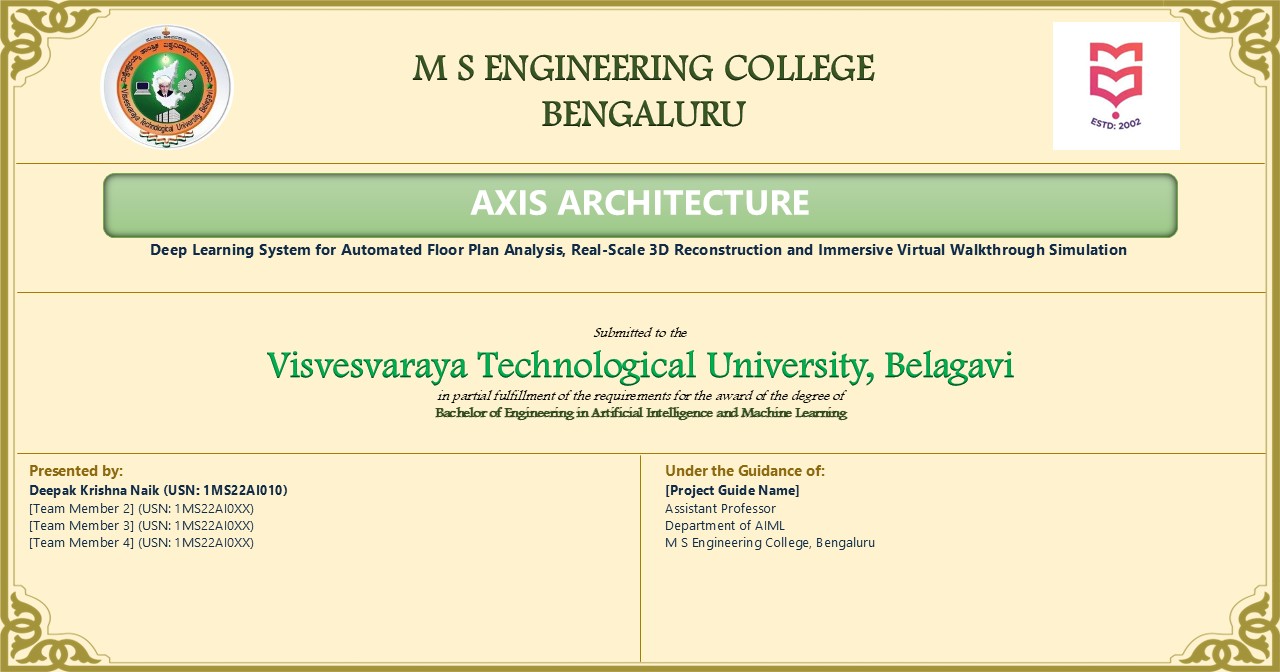 M S ENGINEERING COLLEGE
BENGALURU
Visvesvaraya Technological University, Belagavi
ESTD: 2002
AXIS ARCHITECTURE
Deep Learning System for Automated Floor Plan Analysis, Real-Scale 3D Reconstruction and Immersive Virtual Walkthrough Simulation
Submitted to the
Visvesvaraya Technological University, Belagavi
in partial fulfillment of the requirements for the award of the degree of
Bachelor of Engineering in Artificial Intelligence and Machine Learning
Presented by:
Deepak Krishna Naik (USN: 1MS22AI010)
[Team Member 2] (USN: 1MS22AI0XX)
[Team Member 3] (USN: 1MS22AI0XX)
[Team Member 4] (USN: 1MS22AI0XX)
Under the Guidance of:
[Project Guide Name]
Assistant Professor
Department of AIML
M S Engineering College, Bengaluru